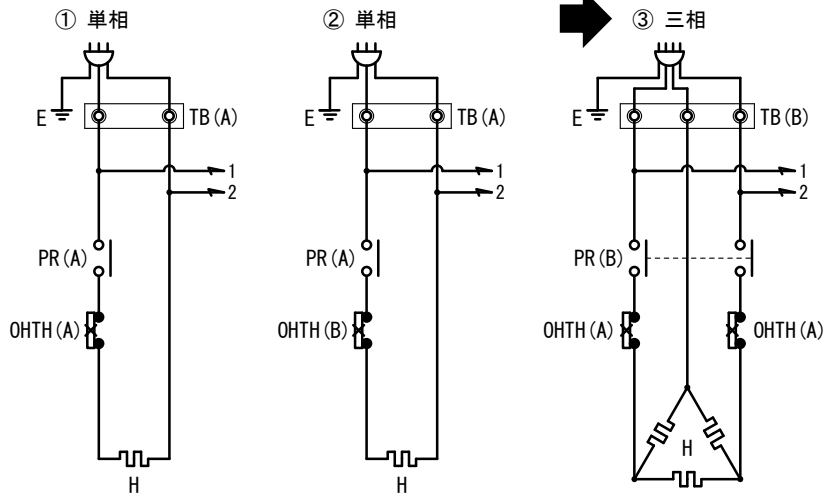 ① 単相
② 単相
③ 三相
E
TB(A)
E
TB(A)
E
TB(B)
1
2
1
2
1
2
PR(A)
PR(A)
PR(B)
OHTH(A)
OHTH(B)
OHTH(A)
OHTH(A)
H
H
H